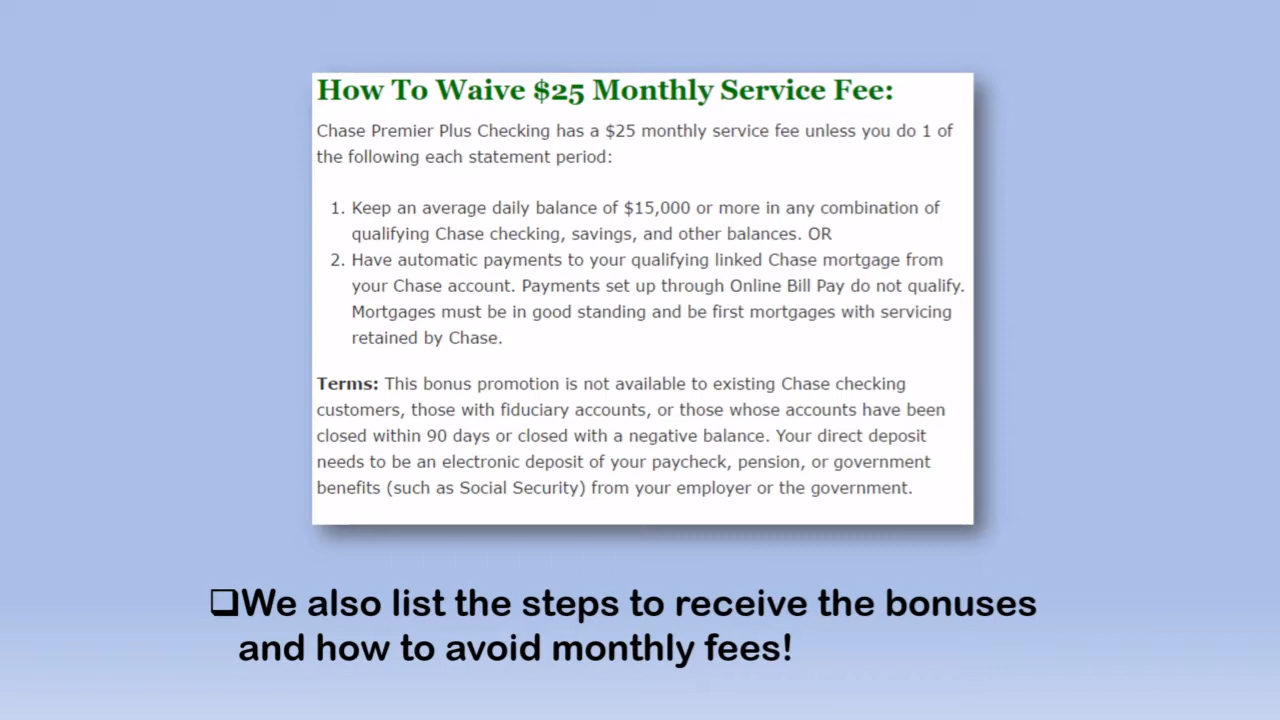 How To Waive $25 Monthly Service Fee:
Chase Premier Plus Checking has a $25 monthly service fee unless you do 1 of
the following each statement period:
1. Keep an average daily balance of $15,000 or more in any combination of
qualifying Chase checking, savings, and other balances. OR
2. Have automatic payments to your qualifying linked Chase mortgage from
your Chase account. Payments set up through Online Bill Pay do not qualify.
Mortgages must be in good standing and be first mortgages with servicing
retained by Chase.
Terms: This bonus promotion is not available to existing Chase checking
customers, those with fiduciary accounts, or those whose accounts have been
closed within 90 days or closed with a negative balance. Your direct deposit
needs to be an electronic deposit of your paycheck, pension, or government
benefits (such as Social Security) from your employer or the government.
❑We also list the steps to receive the bonuses
and how to avoid monthly fees!